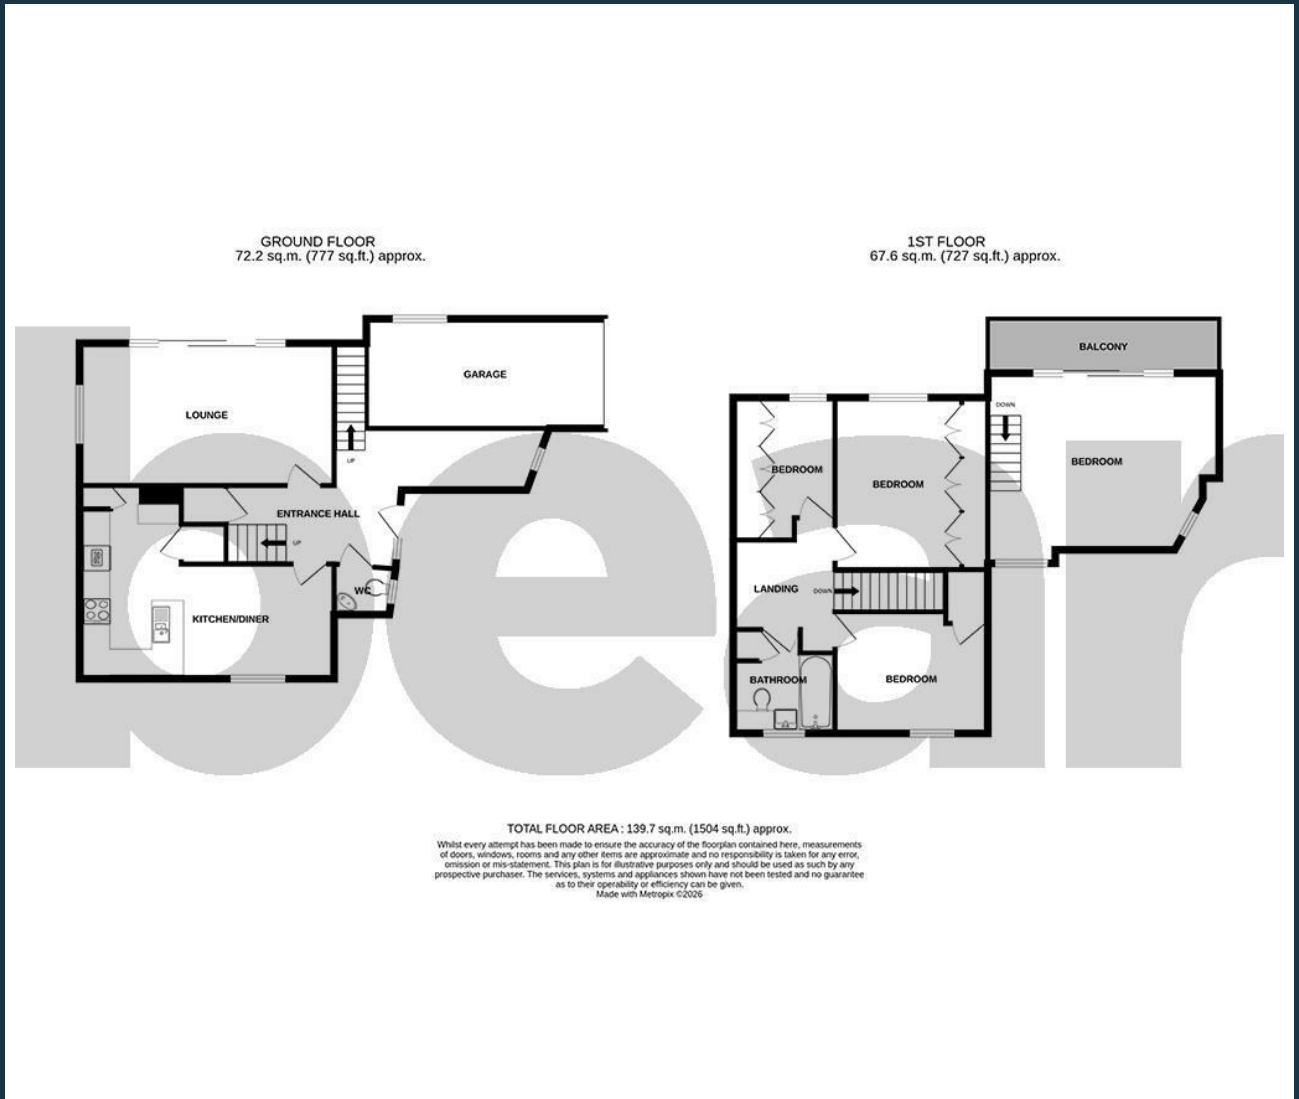 GROUND FLOOR
72.2 sq.m. (777 sq.ft.) approx.
1ST FLOOR
67.6 sq.m. (727 sq.ft.) approx.
GARAGE
LOUNGE
UP
ENTRANCE HALL
UP
WC
KITCHEN/DINER
BALCONY
DOWN
BEDROOM
BEDROOM
BEDROOM
LANDING
DOWN
BATHROOM
BEDROOM
bear
TOTAL FLOOR AREA : 139.7 sq.m. (1504 sq.ft.) approx.
Whilst every attempt has been made to ensure the accuracy of the floorplan contained here, measurements
of doors, windows, rooms and any other items are approximate and no responsibility is taken for any error,
omission or mis-statement. This plan is for illustrative purposes only and should be used as such by any
prospective purchaser. The services, systems and appliances shown have not been tested and no guarantee
as to their operability or efficiency can be given.
Made with Metropix ©2026